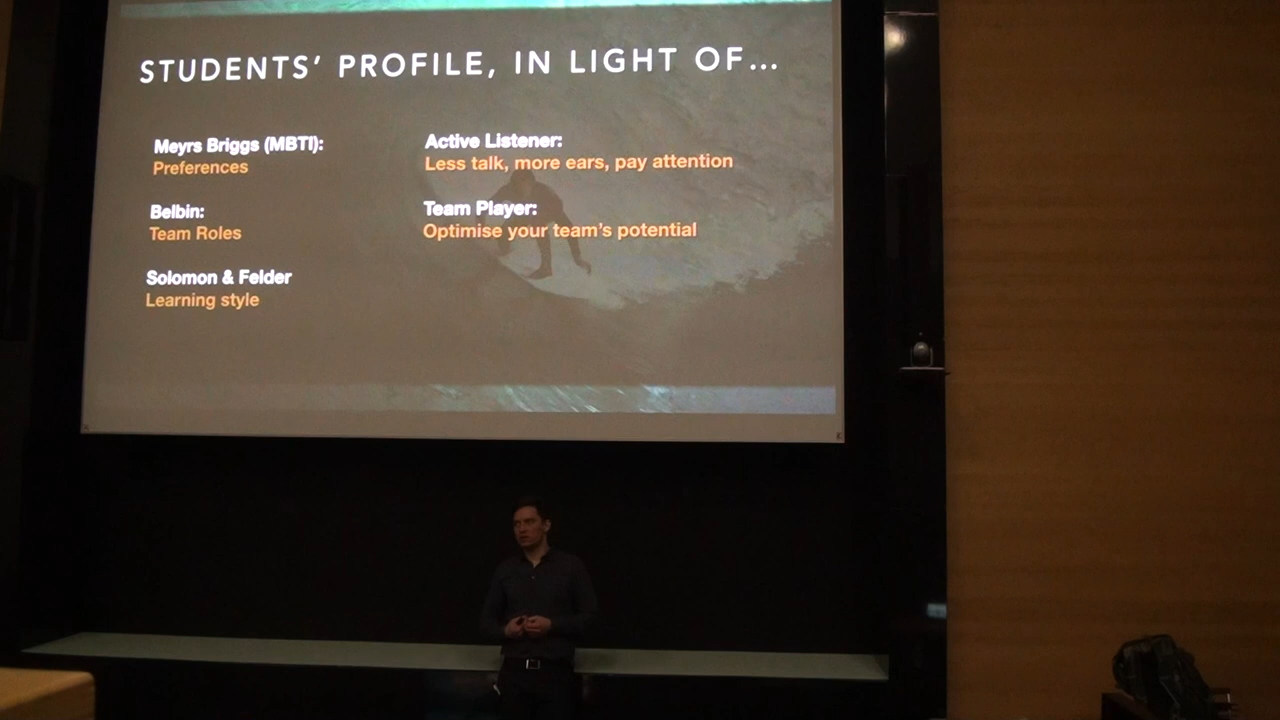 STUDENTS' PROFILE, IN LIGHT OF...
Meyrs Briggs (MBTI):
Preferences
Belbin:
Team Roles
Solomon & Felder
Learning style
Active Listener:
Less talk, more ears, pay attention
Team Player:
Optimise your team's potential